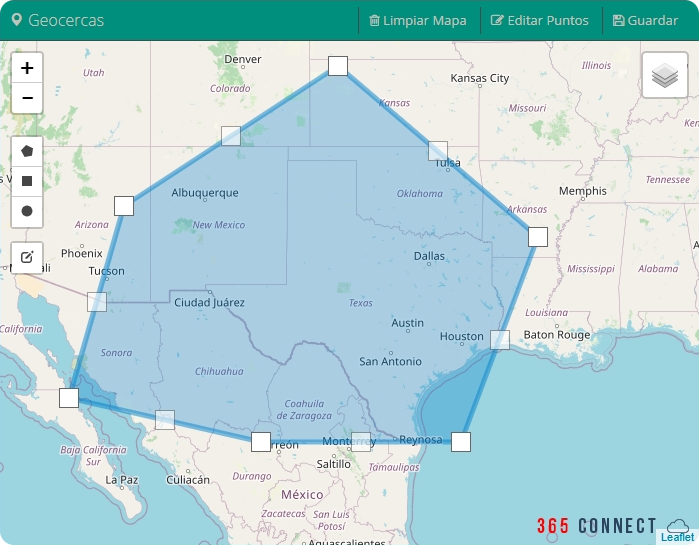 Geocercas
Limpiar Mapa
Editar Puntos
Guardar
Denver
Utah
Colorado
Kansas City
Illinois
Kansas
Missouri
Tulsa
Memphis
Tennessee
Albuquerque
Oklahoma
Arkansas
Arizona
New Mexico
Phoenix
Dallas
Tucson
Mississippi
Alabama
Ciudad Juárez
Texas
Louisiana
California
Austin
Houston
Baton Rouge
Sonora
San Antonio
Chihuahua
Coahuila
de Zaragoza
Monterrey
Reynosa
Baja California
Sur
Saltillo
Tamaulipas
La Paz
Culiacán
Durango
México
Zacatecas
San Luis
Potosí
Aguascalientes
365 CONNECT
Leaflet